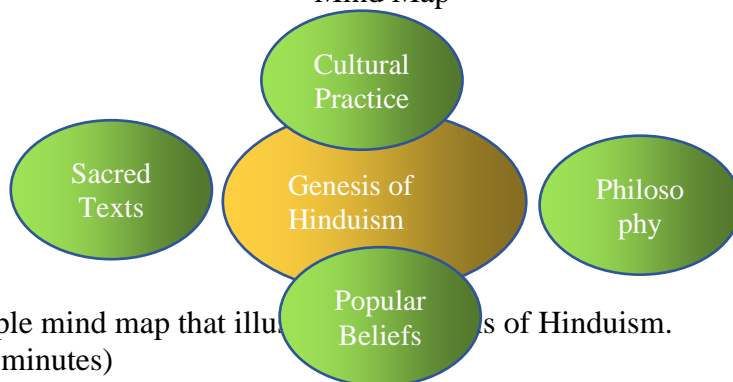 Mind Map
Cultural
Practice
Sacred
Texts
Genesis of
Hinduism
Philoso
phy
Popular
Beliefs
ple mind map that illus s of Hinduism.
minutes)